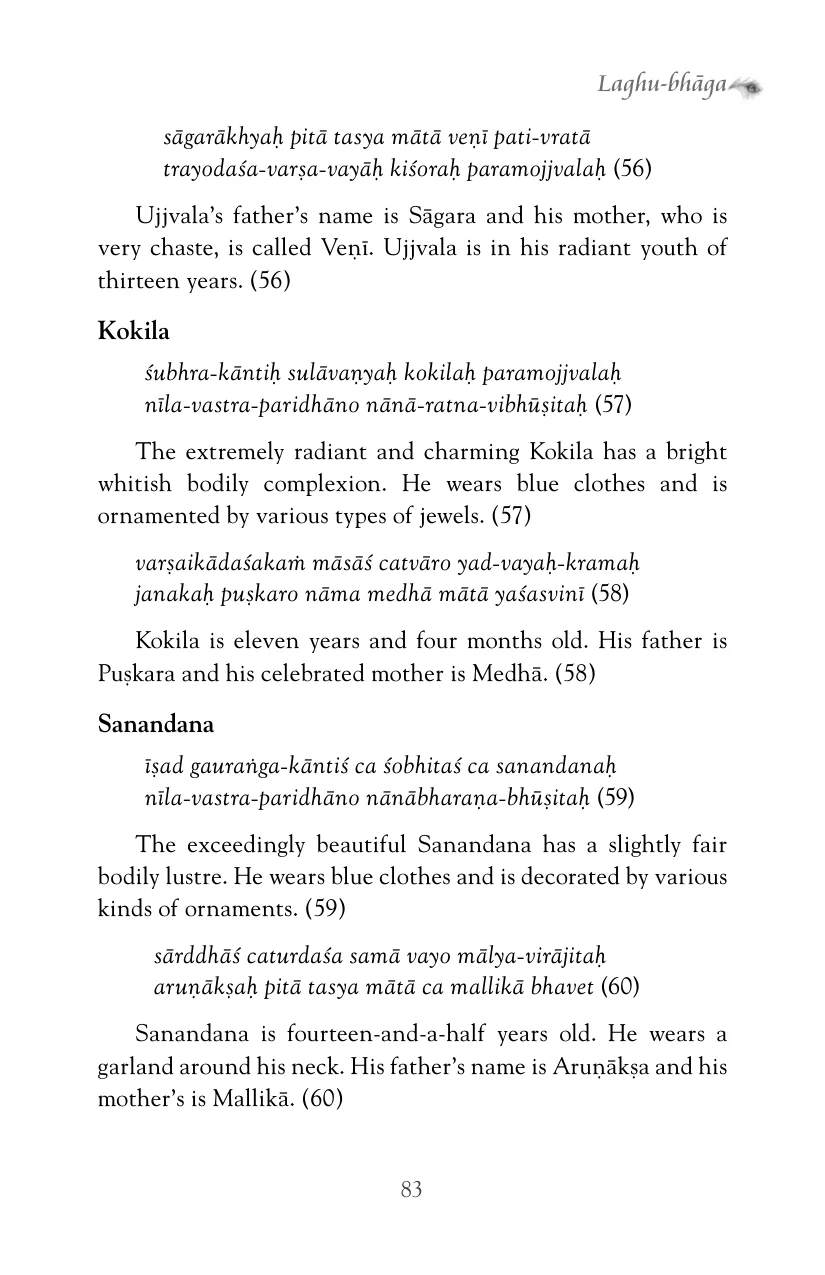 Laghu-bhāga
sāgarākhyaḥ pitā tasya mātā veṇī pati-vratā
trayodaśa-varṣa-vayāḥ kiśoraḥ paramojjvalaḥ (56)
Ujjvala’s father’s name is Sāgara and his mother, who is
very chaste, is called Veṇī. Ujjvala is in his radiant youth of
thirteen years. (56)
Kokila
śubhra-kāntiḥ sulāvaṇyaḥ kokilaḥ paramojjvalaḥ
nīla-vastra-paridhāno nānā-ratna-vibhūṣitaḥ (57)
The extremely radiant and charming Kokila has a bright
whitish bodily complexion. He wears blue clothes and is
ornamented by various types of jewels. (57)
varṣaikādaśakaṁ māsāś catvāro yad-vayaḥ-kramaḥ
janakaḥ puṣkaro nāma medhā mātā yaśasvinī (58)
Kokila is eleven years and four months old. His father is
Puṣkara and his celebrated mother is Medhā. (58)
Sanandana
īṣad gauraṅga-kāntiś ca śobhitaś ca sanandanaḥ
nīla-vastra-paridhāno nānābharaṇa-bhūṣitaḥ (59)
The exceedingly beautiful Sanandana has a slightly fair
bodily lustre. He wears blue clothes and is decorated by various
kinds of ornaments. (59)
sārddhāś caturdaśa samā vayo mālya-virājitaḥ
aruṇākṣaḥ pitā tasya mātā ca mallikā bhavet (60)
Sanandana is fourteen-and-a-half years old. He wears a
garland around his neck. His father’s name is Aruṇākṣa and his
mother’s is Mallikā. (60)
83